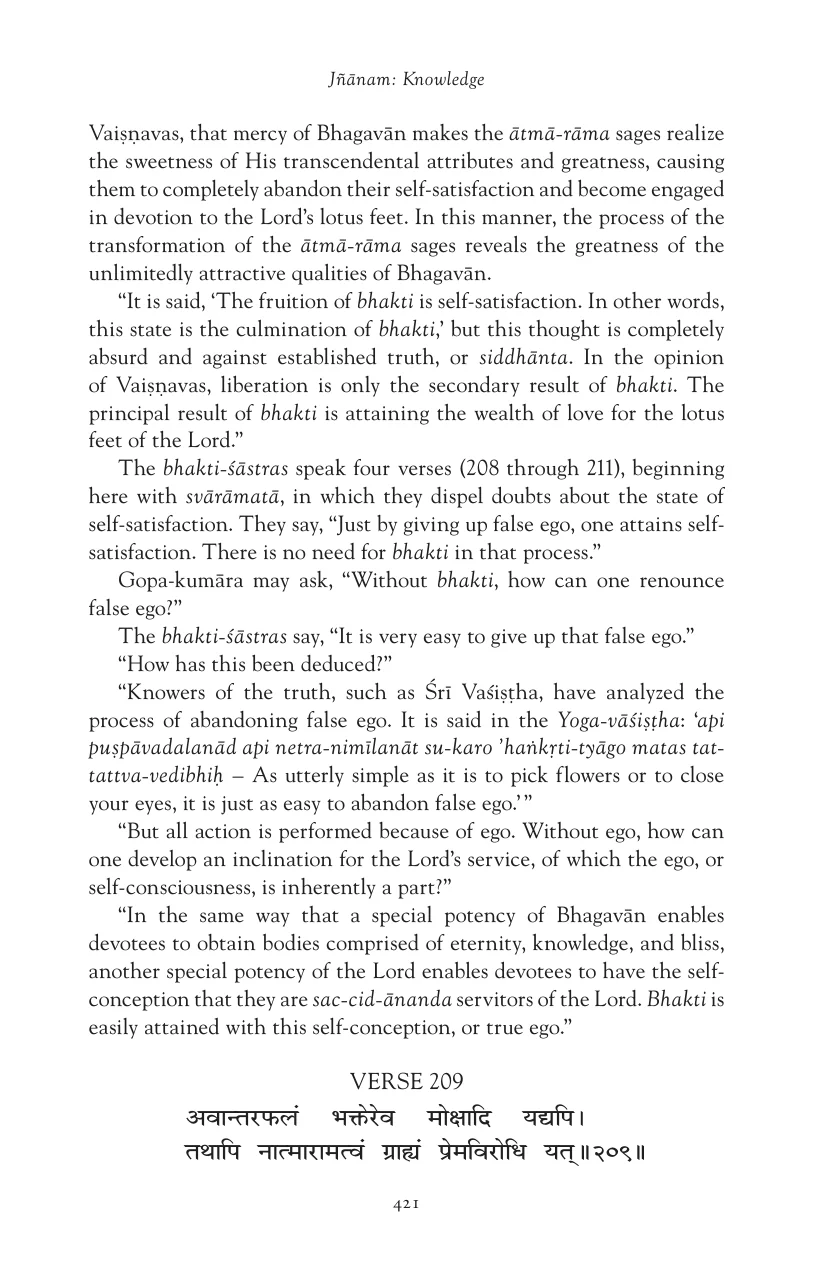 Jñānam: Knowledge
Vaiṣṇavas, that mercy of Bhagavān makes the ātmā-rāma sages realize
the sweetness of His transcendental attributes and greatness, causing
them to completely abandon their self-satisfaction and become engaged
in devotion to the Lord’s lotus feet. In this manner, the process of the
transformation of the ātmā-rāma sages reveals the greatness of the
unlimitedly attractive qualities of Bhagavān.
“It is said, ‘The fruition of bhakti is self-satisfaction. In other words,
this state is the culmination of bhakti,’ but this thought is completely
absurd and against established truth, or siddhānta. In the opinion
of Vaiṣṇavas, liberation is only the secondary result of bhakti. The
principal result of bhakti is attaining the wealth of love for the lotus
feet of the Lord.”
The bhakti-śāstras speak four verses (208 through 211), beginning
here with svārāmatā, in which they dispel doubts about the state of
self-satisfaction. They say, “Just by giving up false ego, one attains self-
satisfaction. There is no need for bhakti in that process.”
Gopa-kumāra may ask, “Without bhakti, how can one renounce
false ego?”
The bhakti-śāstras say, “It is very easy to give up that false ego.”
“How has this been deduced?”
“Knowers of the truth, such as Śrī Vaśiṣṭha, have analyzed the
process of abandoning false ego. It is said in the Yoga-vāśiṣṭha: ‘api
puṣpāvadalanād api netra-nimīlanāt su-karo ’haṅkṛti-tyāgo matas tat-
tattva-vedibhiḥ – As utterly simple as it is to pick flowers or to close
your eyes, it is just as easy to abandon false ego.’ ”
“But all action is performed because of ego. Without ego, how can
one develop an inclination for the Lord’s service, of which the ego, or
self-consciousness, is inherently a part?”
“In the same way that a special potency of Bhagavān enables
devotees to obtain bodies comprised of eternity, knowledge, and bliss,
another special potency of the Lord enables devotees to have the self-
conception that they are sac-cid-ānanda servitors of the Lord. Bhakti is
easily attained with this self-conception, or true ego.”
VERSE 209
अवान्तरफलं भक्तेरेव मोक्षादि यद्यपि।
तथापि नात्मारामत्वं ग्राह्यं प्रेमविरोधि यत्॥२०९॥
421